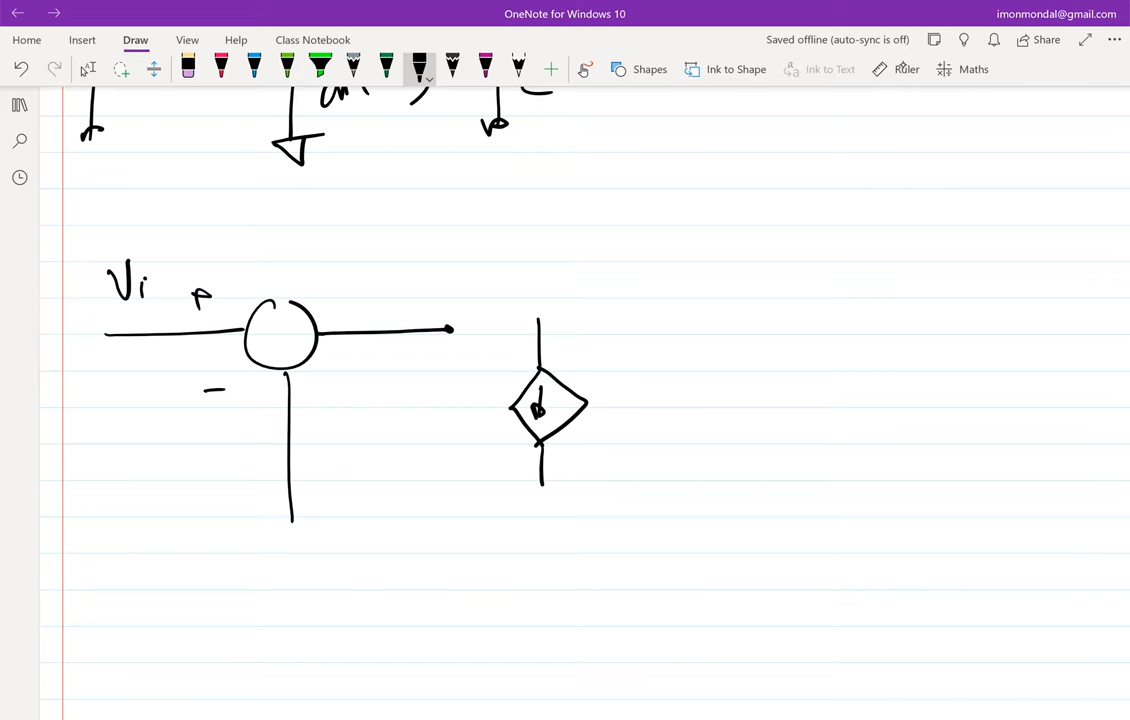 OneNote for Windows 10
imonmondal@gmail.com
Home Insert Draw View Help Class Notebook
Saved offline (auto-sync is off) Share
Shapes Ink to Shape Ink to Text Ruler Maths
Vi +
−